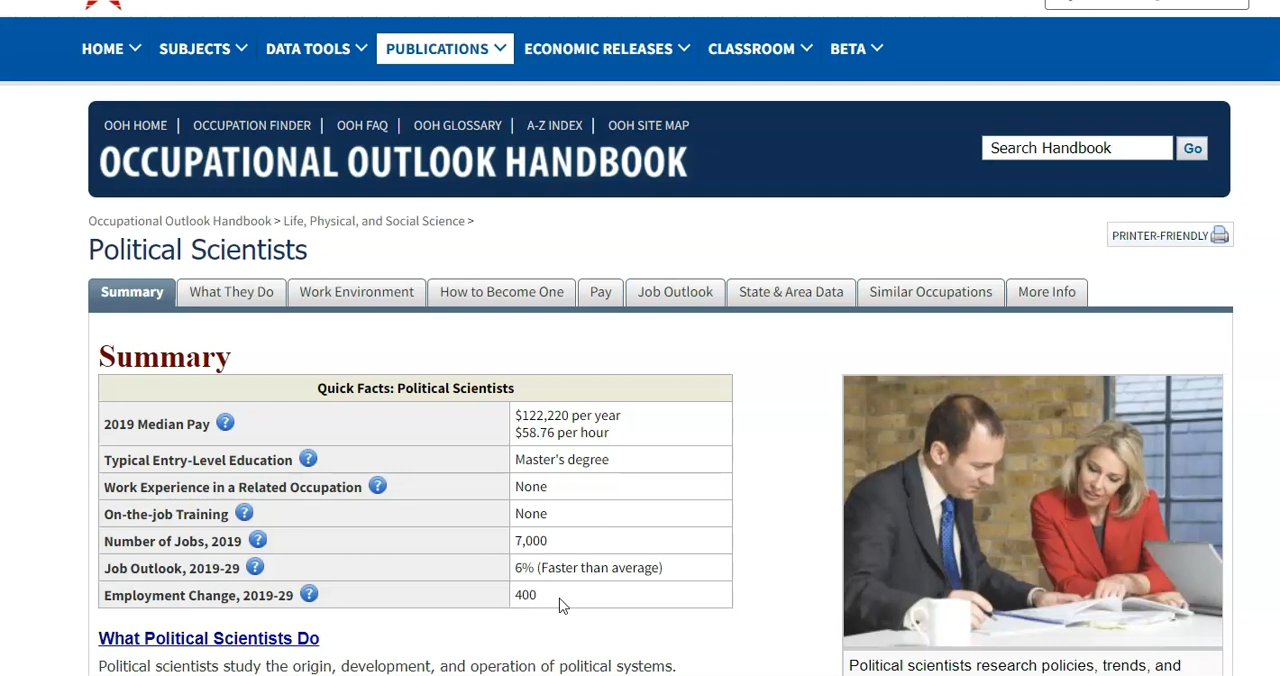 HOME SUBJECTS DATA TOOLS PUBLICATIONS ECONOMIC RELEASES CLASSROOM BETA
OOH HOME | OCCUPATION FINDER | OOH FAQ | OOH GLOSSARY | A-Z INDEX | OOH SITE MAP
OCCUPATIONAL OUTLOOK HANDBOOK
Search Handbook Go
Occupational Outlook Handbook > Life, Physical, and Social Science >
PRINTER-FRIENDLY
Political Scientists
Summary What They Do Work Environment How to Become One Pay Job Outlook State & Area Data Similar Occupations More Info
Summary
Quick Facts: Political Scientists
2019 Median Pay ? $122,220 per year
$58.76 per hour
Typical Entry-Level Education ? Master's degree
Work Experience in a Related Occupation ? None
On-the-job Training ? None
Number of Jobs, 2019 ? 7,000
Job Outlook, 2019-29 ? 6% (Faster than average)
Employment Change, 2019-29 ? 400
What Political Scientists Do
Political scientists study the origin, development, and operation of political systems.
Political scientists research policies, trends, and